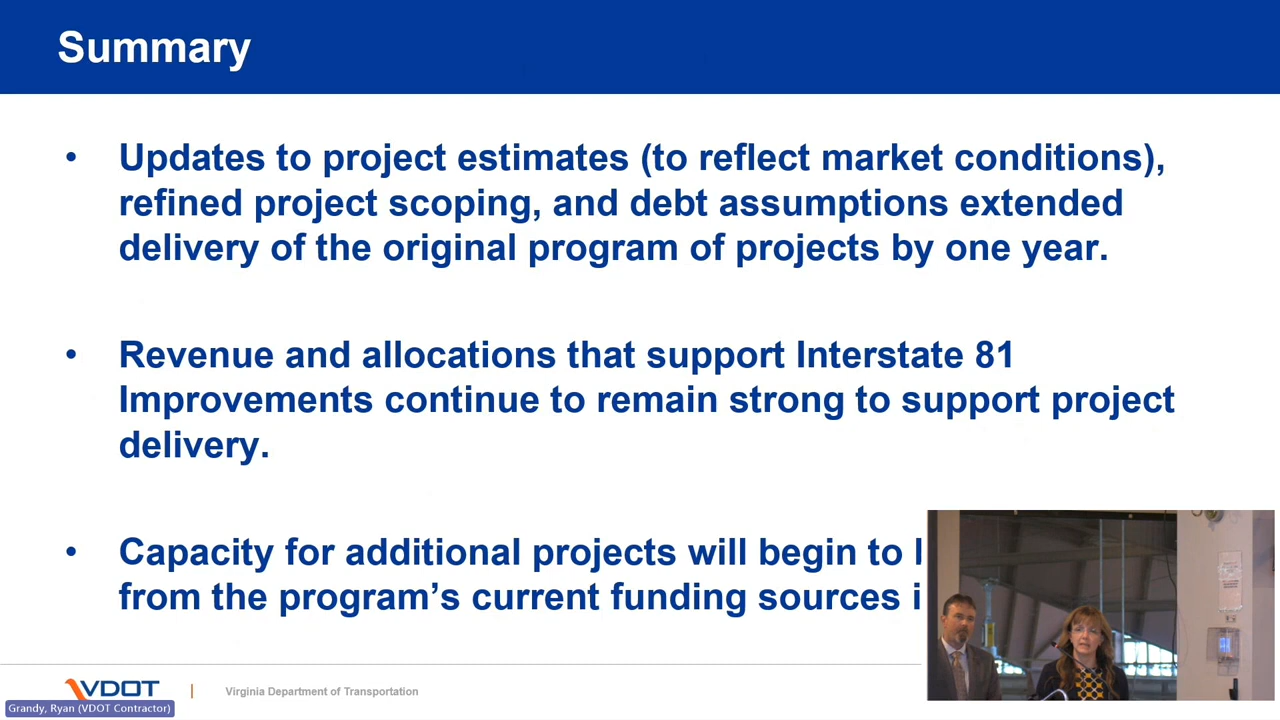 Summary
• Updates to project estimates (to reflect market conditions),
refined project scoping, and debt assumptions extended
delivery of the original program of projects by one year.
• Revenue and allocations that support Interstate 81
Improvements continue to remain strong to support project
delivery.
• Capacity for additional projects will begin to
from the program’s current funding sources
VDOT | Virginia Department of Transportation
Grandy, Ryan (VDOT Contractor)